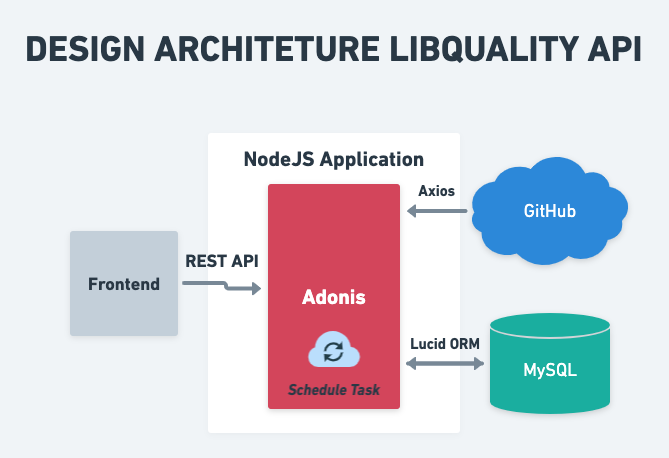 DESIGN ARCHITETURE LIBQUALITY API
NodeJS Application
Axios
GitHub
REST API
Frontend
Adonis
Lucid ORM
MySQL
Schedule Task